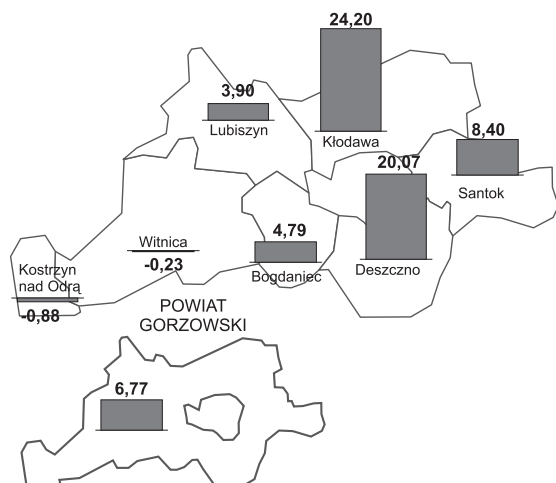 24,20
Kłodawa
3,90
Lubiszyn
8,40
Santok
20,07
Deszczno
4,79
Bogdaniec
Witnica
-0,23
Kostrzyn
nad Odrą
-0,88
POWIAT
GORZOWSKI
6,77